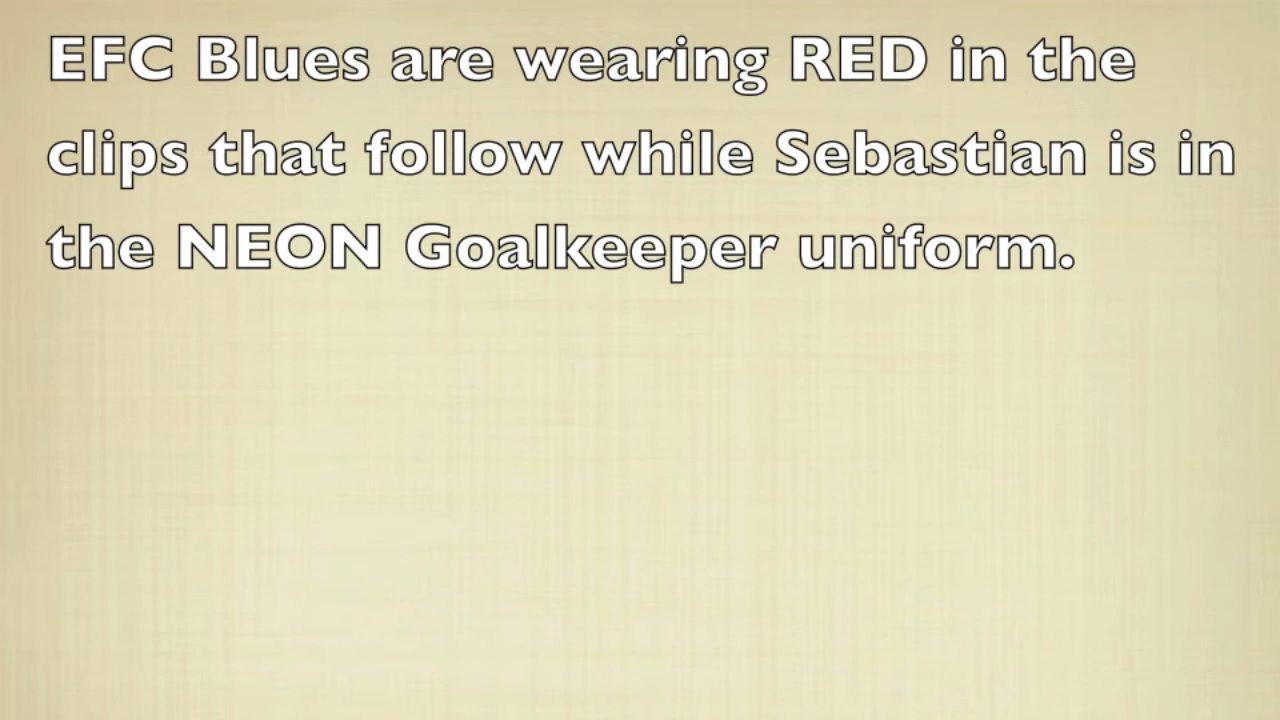 EFC Blues are wearing RED in the
clips that follow while Sebastian is in
the NEON Goalkeeper uniform.